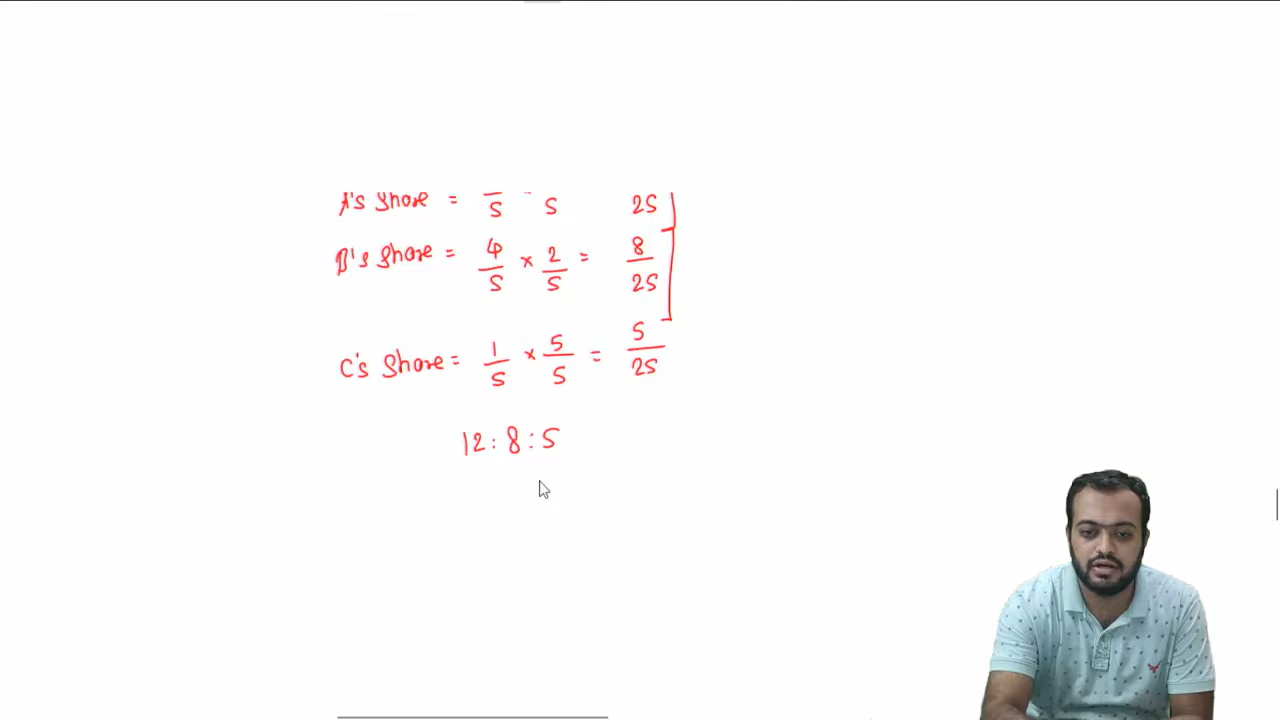 A's Share =
5 5 25
B's Share = 4/5 × 2/5 = 8/25
C's Share = 1/5 × 5/5 = 5/25
12 : 8 : 5